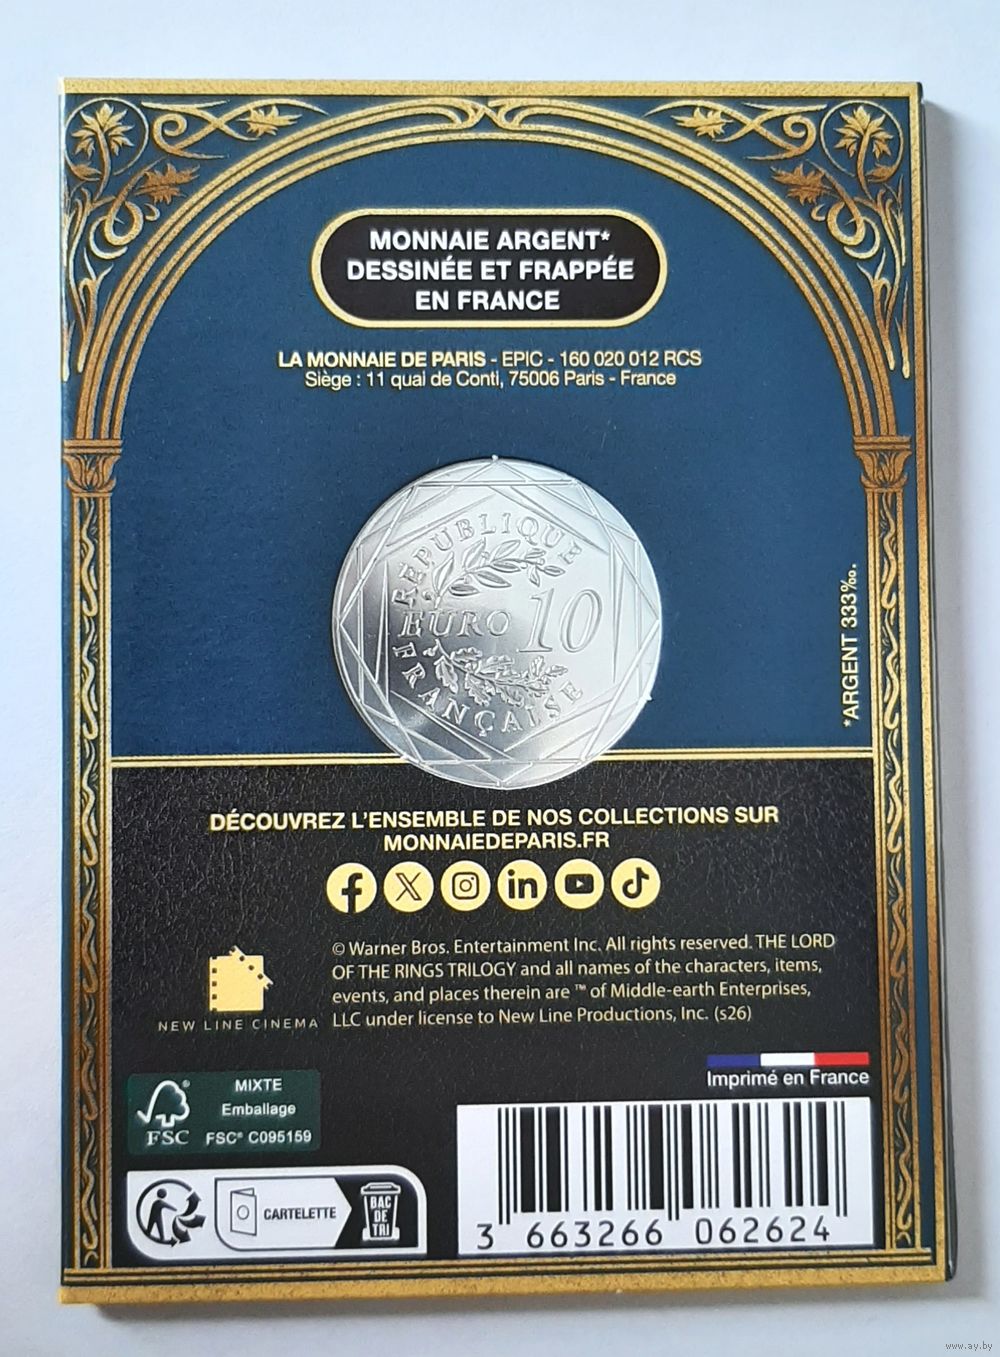 MONNAIE ARGENT*
DESSINÉE ET FRAPPÉE
EN FRANCE
LA MONNAIE DE PARIS - EPIC - 160 020 012 RCS
Siège : 11 quai de Conti, 75006 Paris - France
RÉPUBLIQUE
EURO 10
FRANÇAISE
*ARGENT 333‰.
DÉCOUVREZ L'ENSEMBLE DE NOS COLLECTIONS SUR
MONNAIEDEPARIS.FR
NEW LINE CINEMA
© Warner Bros. Entertainment Inc. All rights reserved. THE LORD
OF THE RINGS TRILOGY and all names of the characters, items,
events, and places therein are ™ of Middle-earth Enterprises,
LLC under license to New Line Productions, Inc. (s26)
Imprimé en France
FSC®
MIXTE
Emballage
FSC® C095159
CARTELETTE
BAC
DE
TRI
3 663266 062624
www.ay.by